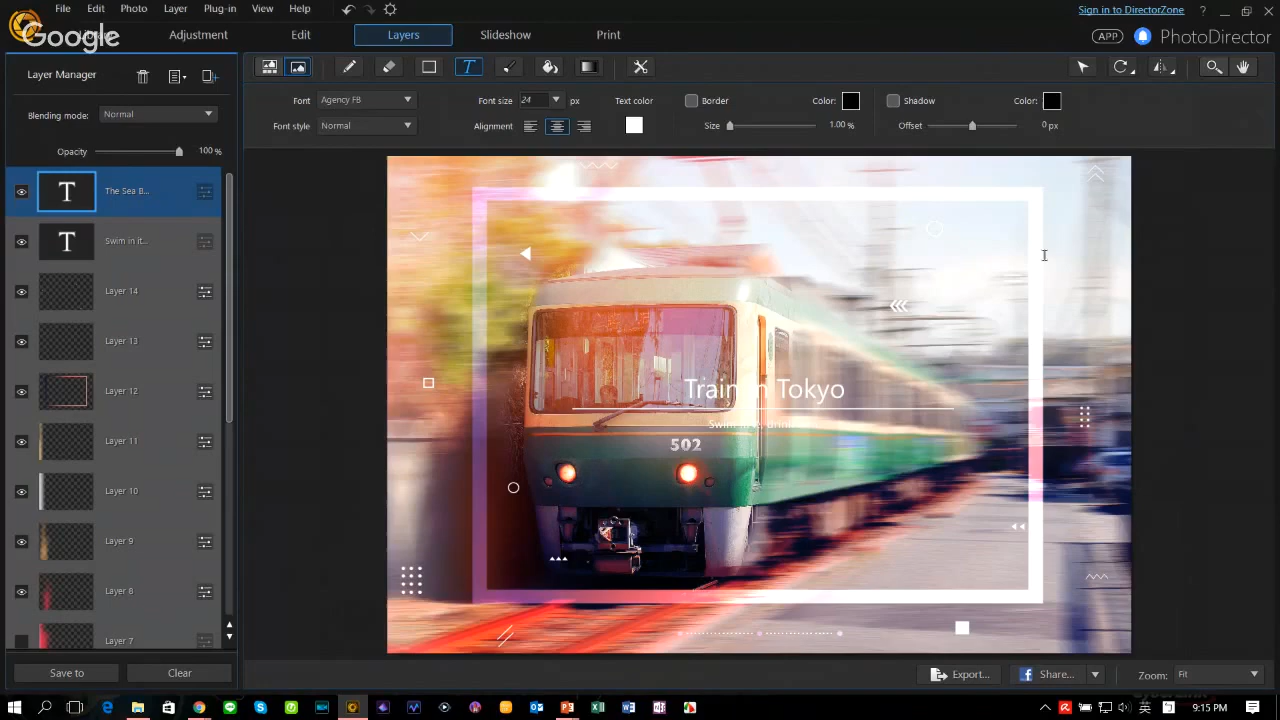 File Edit Photo Layer Plug-in View Help
Sign in to DirectorZone ?
Google
Adjustment Edit Layers Slideshow Print
APP PhotoDirector
Layer Manager
Blending mode: Normal
Opacity 100 %
Font Agency FB Font size 24 px Text color Border Color: Shadow Color:
Font style Normal Alignment Size 1.00 % Offset 0 px
T The Sea B...
T Swim in it...
Layer 14
Layer 13
Layer 12
Layer 11
Layer 10
Layer 9
Layer 8
Layer 7
Train in Tokyo
502
Save to Clear
Export... Share... Zoom: Fit
英 9:15 PM